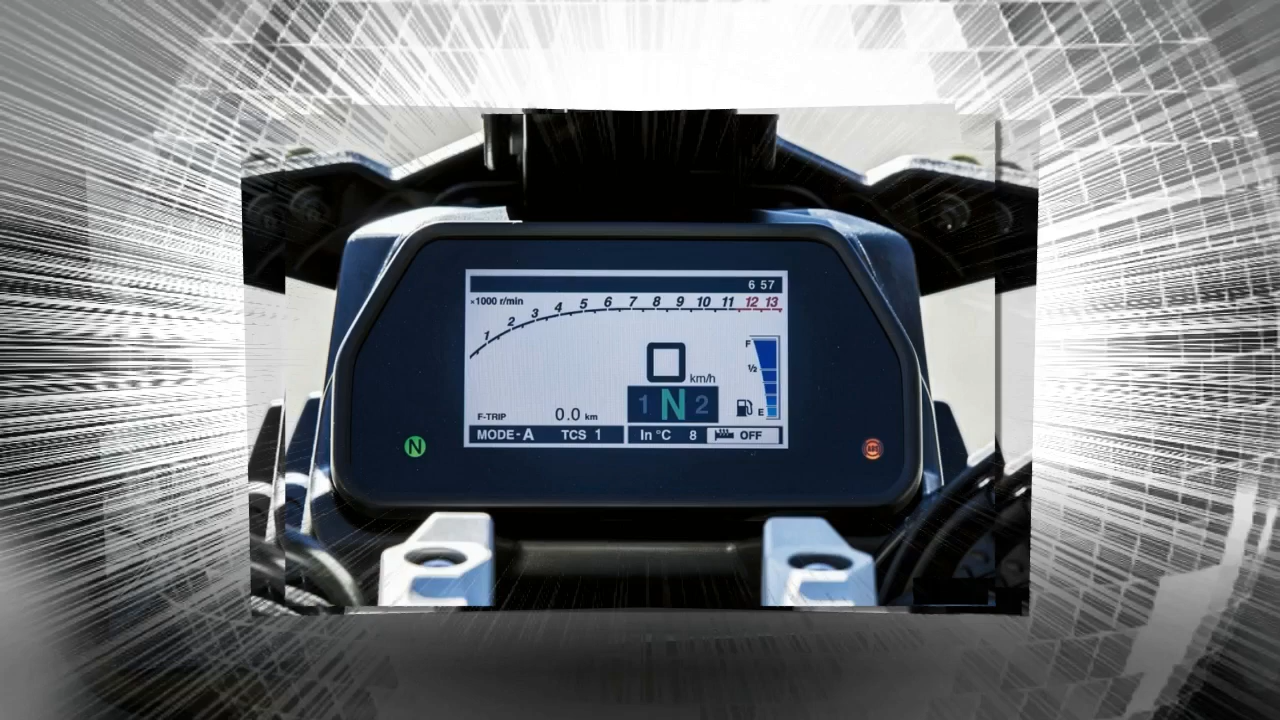 6 57
×1000 r/min
1 2 3 4 5 6 7 8 9 10 11 12 13
0 km/h
F
1/2
E
1 N 2
F-TRIP 0.0 km
MODE-A TCS 1 In °C 8 OFF
N